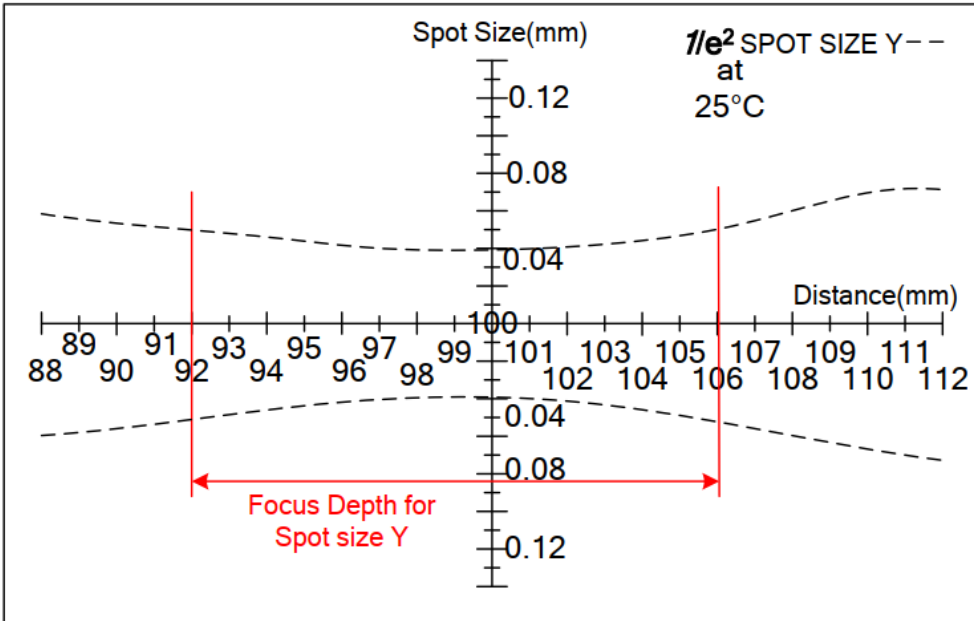 Spot Size(mm)
1/e² SPOT SIZE Y
at
25°C
0.12
0.08
0.04
Distance(mm)
100
89 91 93 95 97 99 101 103 105 107 109 111
88 90 92 94 96 98 102 104 106 108 110 112
0.04
0.08
Focus Depth for
Spot size Y
0.12